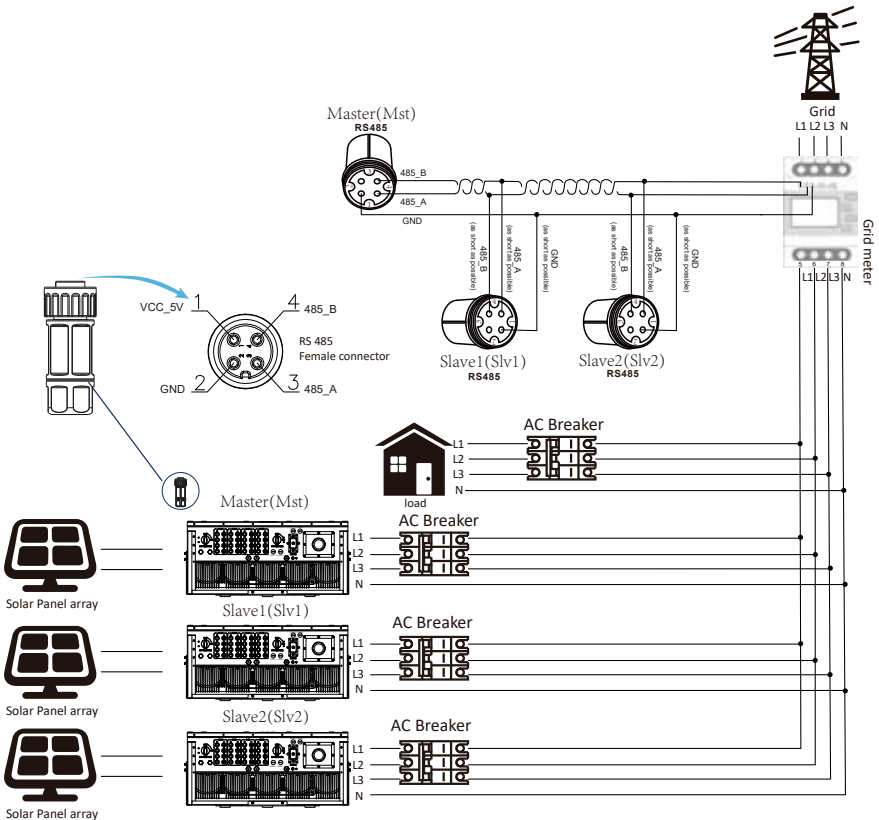 Grid
L1 L2 L3 N
Master(Mst)
RS485
485_B
485_A
GND
Grid meter
5 6 7 8
L1 L2 L3 N
485_B
(as short as possible)
485_A
(as short as possible)
GND
(as short as possible)
485_B
(as short as possible)
485_A
(as short as possible)
GND
(as short as possible)
Slave1(Slv1)
RS485
Slave2(Slv2)
RS485
1
VCC_5V
4
485_B
RS 485
Female connector
GND
2
3
485_A
AC Breaker
L1
L2
L3
N
load
Master(Mst)
AC Breaker
L1
L2
L3
N
Solar Panel array
Slave1(Slv1)
AC Breaker
L1
L2
L3
N
Solar Panel array
Slave2(Slv2)
AC Breaker
L1
L2
L3
N
Solar Panel array